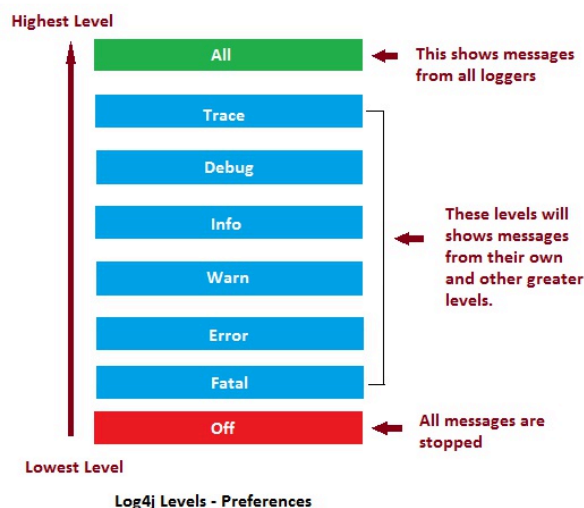 Highest Level
All
This shows messages
from all loggers
Trace
Debug
Info
These levels will
shows messages
from their own
and other greater
levels.
Warn
Error
Fatal
Off
All messages are
stopped
Lowest Level
Log4j Levels - Preferences